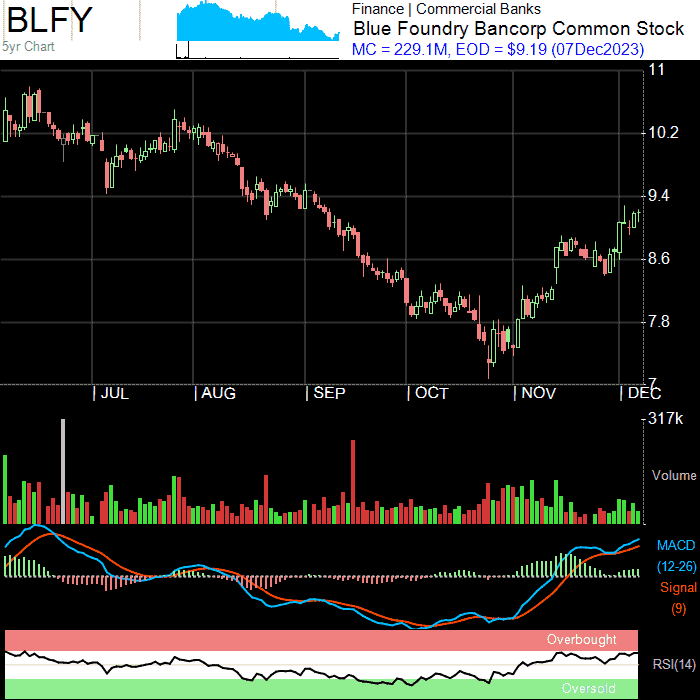 BLFY
5yr Chart
Finance | Commercial Banks
Blue Foundry Bancorp Common Stock
MC = 229.1M, EOD = $9.19 (07Dec2023)
11
10.2
9.4
8.6
7.8
7
JUL
AUG
SEP
OCT
NOV
DEC
317k
Volume
MACD
(12-26)
Signal
(9)
Overbought
RSI(14)
Oversold